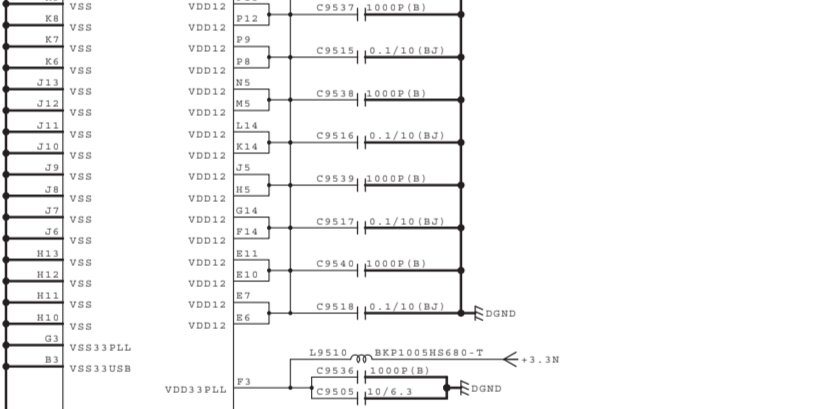 VSS VDD12 C9537 1000P(B)
K8 P12
VSS VDD12
K7 P9
VSS VDD12 C9515 0.1/10(BJ)
K6 P8
VSS VDD12
J13 N5
VSS VDD12 C9538 1000P(B)
J12 M5
VSS VDD12
J11 L14
VSS VDD12 C9516 0.1/10(BJ)
J10 K14
VSS VDD12
J9 J5
VSS VDD12 C9539 1000P(B)
J8 H5
VSS VDD12
J7 G14
VSS VDD12 C9517 0.1/10(BJ)
J6 F14
VSS VDD12
H13 E11
VSS VDD12 C9540 1000P(B)
H12 E10
VSS VDD12
H11 E7
VSS VDD12 C9518 0.1/10(BJ) DGND
H10 E6
VSS VDD12
G3
VSS33PLL
L9510 BKP1005HS680-T +3.3N
B3
VSS33USB
C9536 1000P(B)
F3
VDD33PLL DGND
C9505 10/6.3